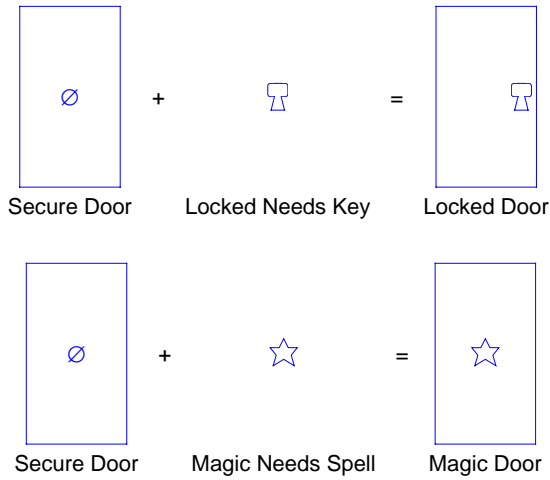 ∅ + =
Secure Door Locked Needs Key Locked Door
∅ + =
Secure Door Magic Needs Spell Magic Door